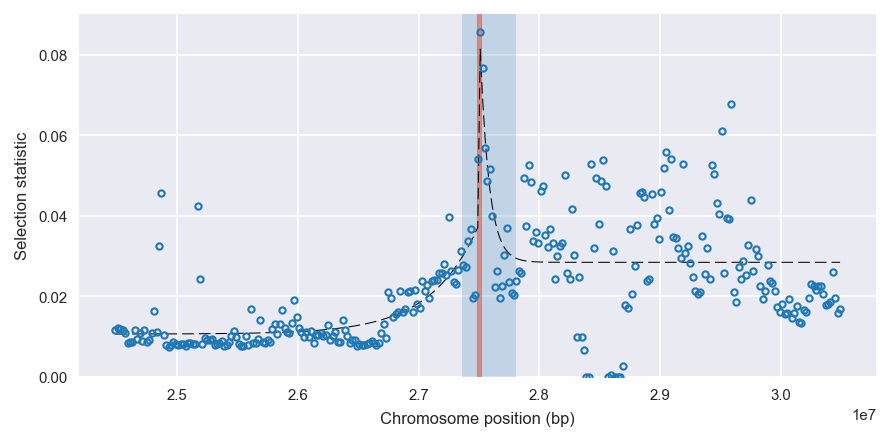 0.08
0.06
0.04
0.02
0.00
Selection statistic
2.5 2.6 2.7 2.8 2.9 3.0
1e7
Chromosome position (bp)